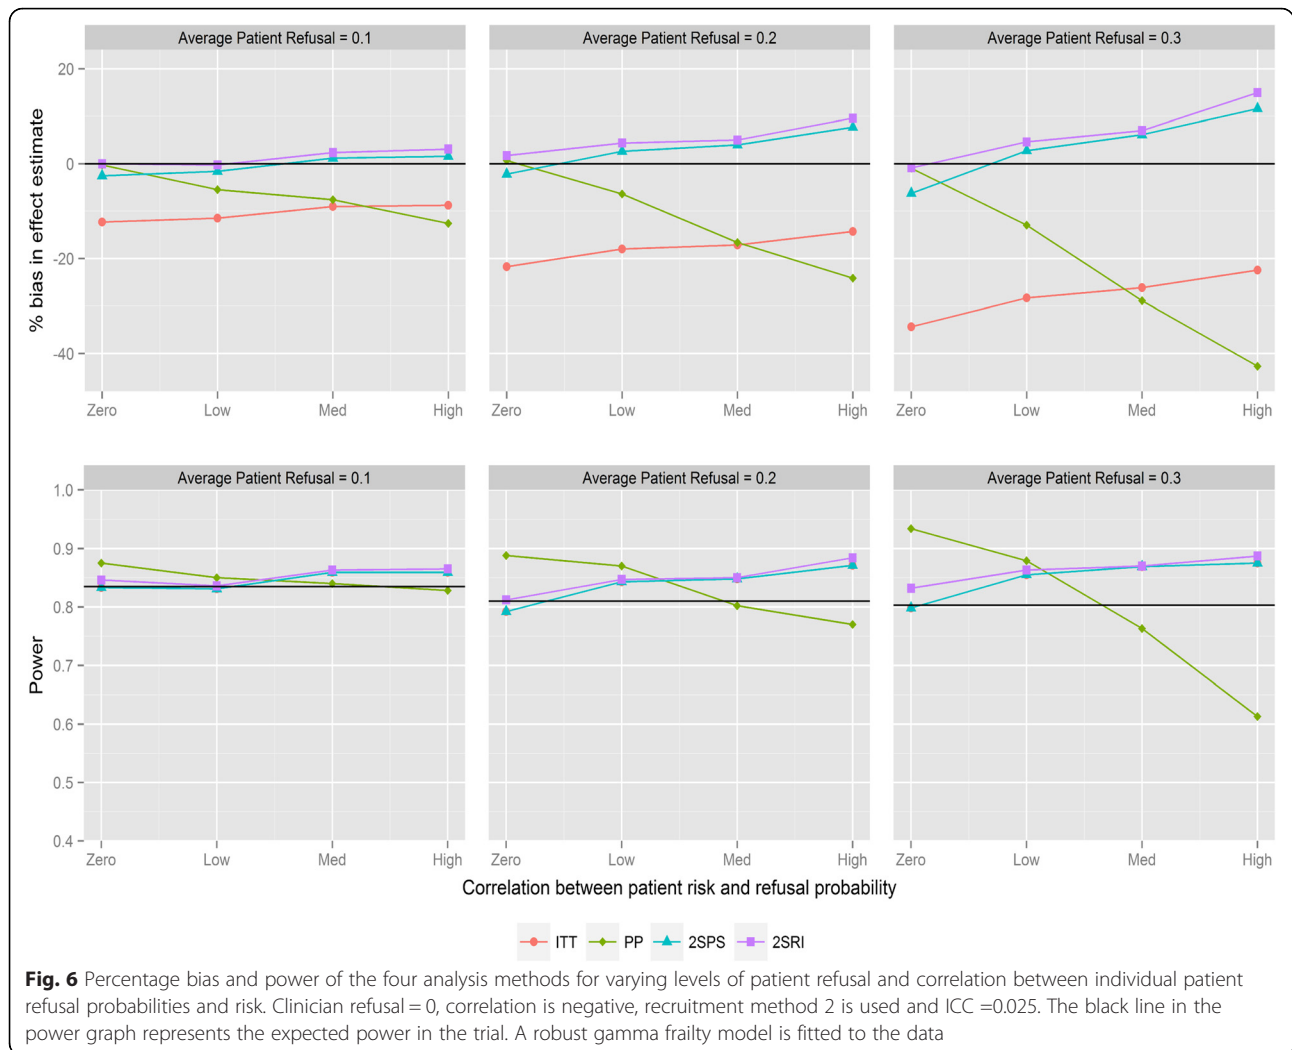 Average Patient Refusal = 0.1
Average Patient Refusal = 0.2
Average Patient Refusal = 0.3
% bias in effect estimate
20
0
-20
-40
Zero Low Med High
Zero Low Med High
Zero Low Med High
Average Patient Refusal = 0.1
Average Patient Refusal = 0.2
Average Patient Refusal = 0.3
Power
1.0
0.9
0.8
0.7
0.6
0.5
0.4
Zero Low Med High
Zero Low Med High
Zero Low Med High
Correlation between patient risk and refusal probability
ITT PP 2SPS 2SRI
Fig. 6 Percentage bias and power of the four analysis methods for varying levels of patient refusal and correlation between individual patient
refusal probabilities and risk. Clinician refusal = 0, correlation is negative, recruitment method 2 is used and ICC =0.025. The black line in the
power graph represents the expected power in the trial. A robust gamma frailty model is fitted to the data